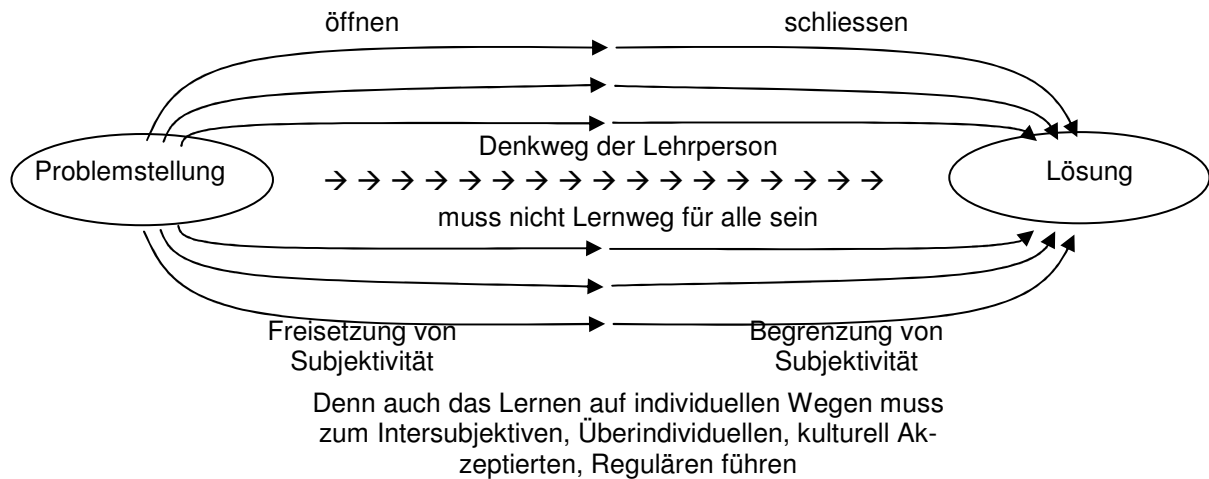 öffnen schliessen
Denkweg der Lehrperson
Problemstellung Lösung
→ → → → → → → → → → → → → → → → →
muss nicht Lernweg für alle sein
Freisetzung von Begrenzung von
Subjektivität Subjektivität
Denn auch das Lernen auf individuellen Wegen muss
zum Intersubjektiven, Überindividuellen, kulturell Ak-
zeptierten, Regulären führen